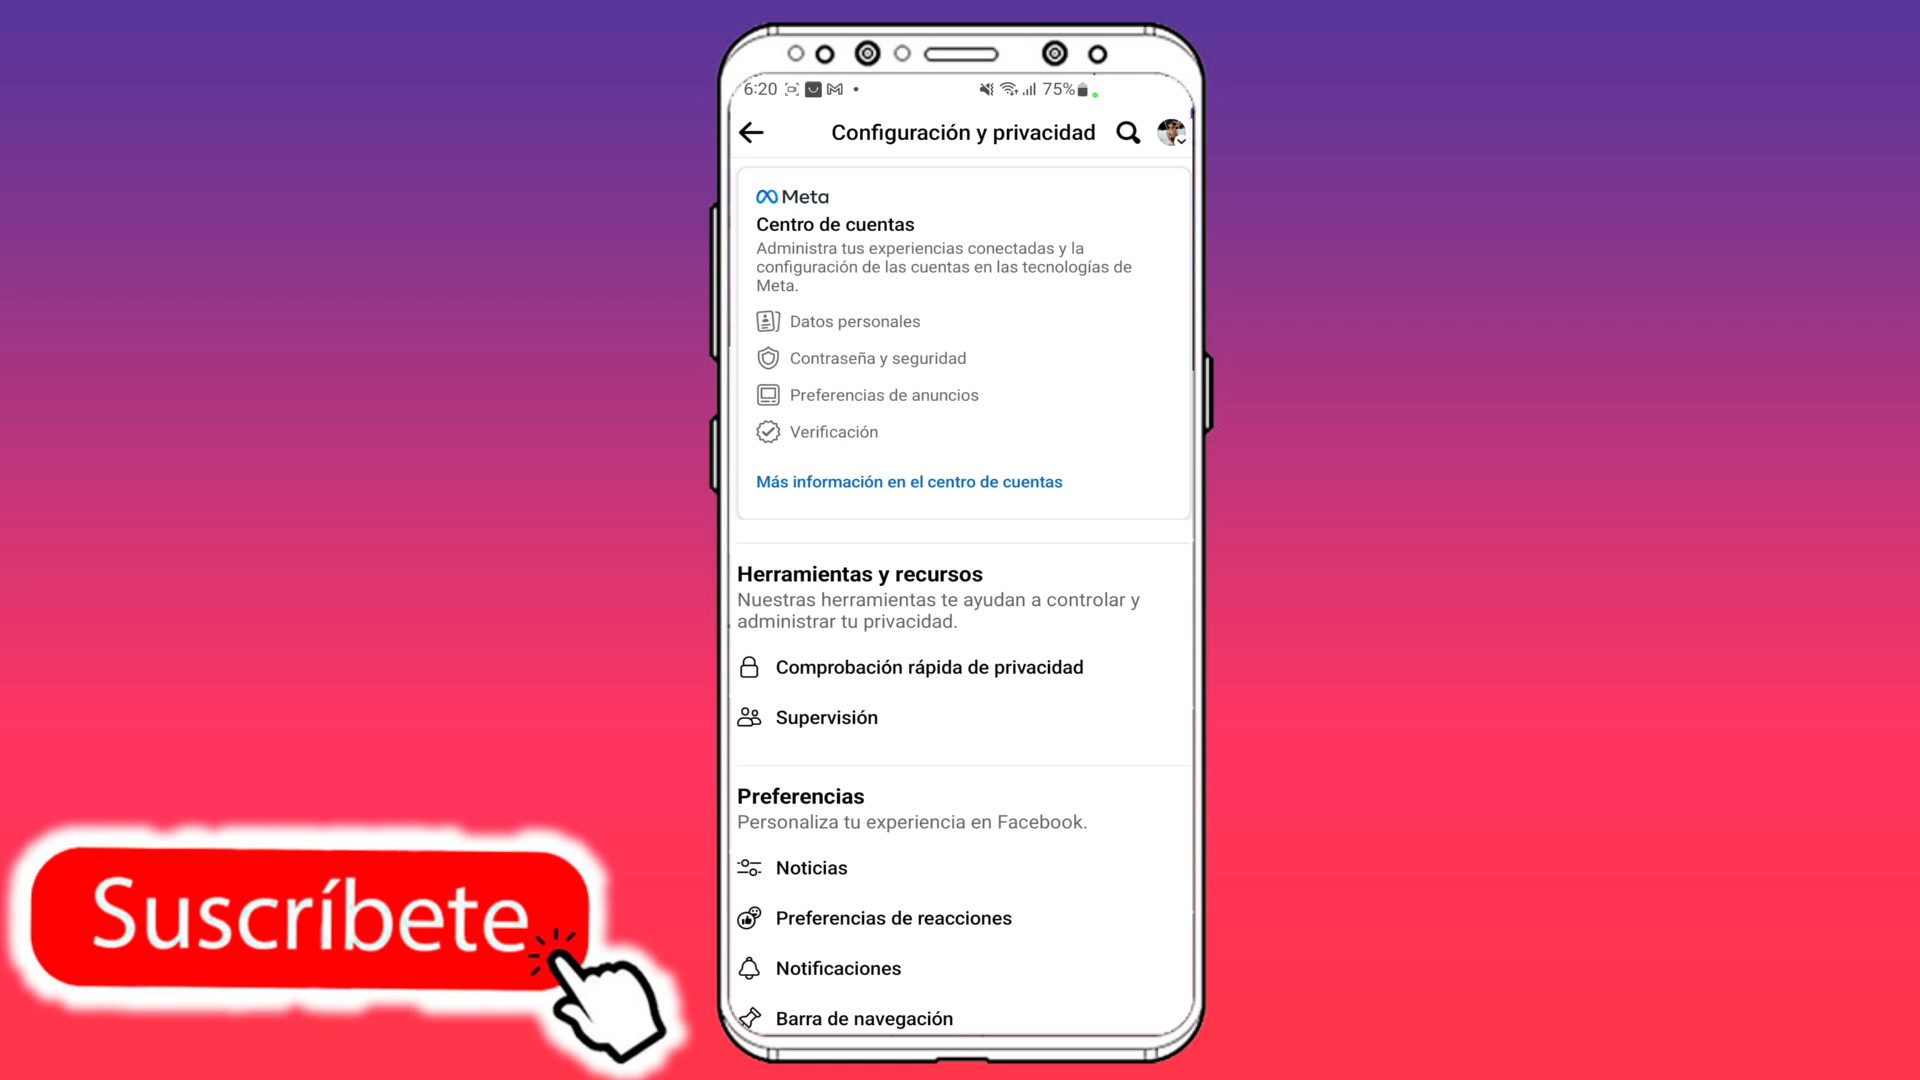 6:20
75%
Configuración y privacidad
Meta
Centro de cuentas
Administra tus experiencias conectadas y la
configuración de las cuentas en las tecnologías de
Meta.
Datos personales
Contraseña y seguridad
Preferencias de anuncios
Verificación
Más información en el centro de cuentas
Herramientas y recursos
Nuestras herramientas te ayudan a controlar y
administrar tu privacidad.
Comprobación rápida de privacidad
Supervisión
Preferencias
Personaliza tu experiencia en Facebook.
Noticias
Preferencias de reacciones
Notificaciones
Barra de navegación
Suscríbete